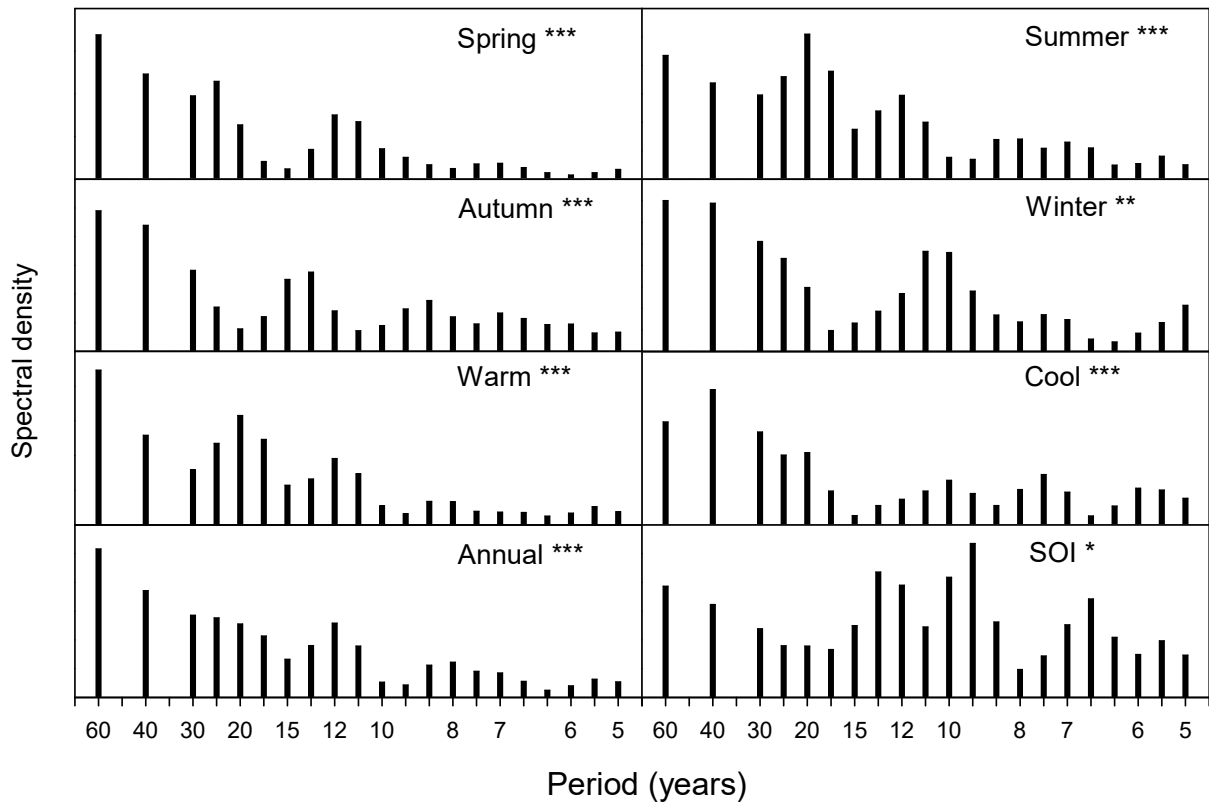 Spring ***
Summer ***
Autumn ***
Winter **
Warm ***
Cool ***
Annual ***
SOI *
Spectral density
60 40 30 20 15 12 10 8 7 6 5
60 40 30 20 15 12 10 8 7 6 5
Period (years)